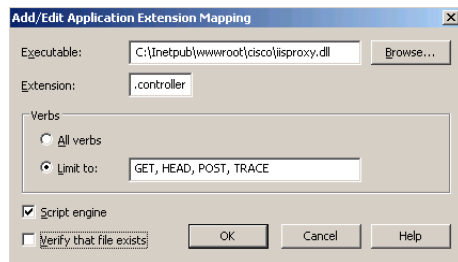 Add/Edit Application Extension Mapping
Executable: C:\Inetpub\wwwroot\cisco\iisproxy.dll Browse...
Extension: .controller
Verbs
All verbs
Limit to: GET, HEAD, POST, TRACE
Script engine
Verify that file exists OK Cancel Help